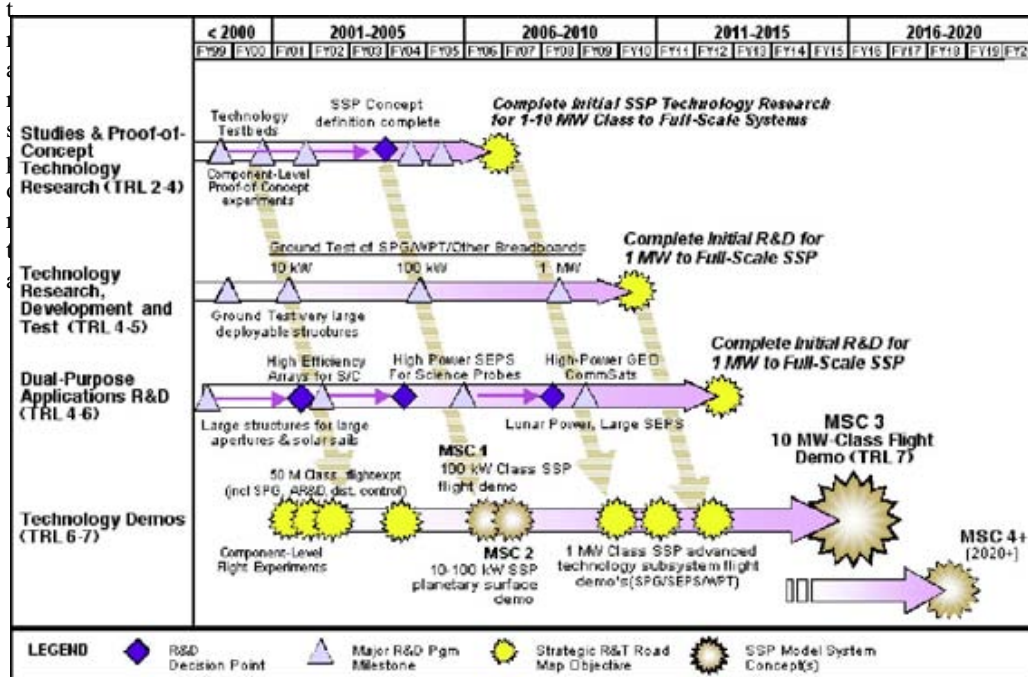 t
< 2000 2001-2005 2006-2010 2011-2015 2016-2020
FY99 FY00 FY01 FY02 FY03 FY04 FY05 FY06 FY07 FY08 FY09 FY10 FY11 FY12 FY13 FY14 FY15 FY16 FY17 FY18 FY19 FY2
Studies & Proof-of-
Concept
Technology
Research (TRL 2-4)
Technology
Testbeds
SSP Concept
definition complete
Complete Initial SSP Technology Research
for 1-10 MW Class to Full-Scale Systems
Component-Level
Proof-of Concept
experiments
Technology
Research,
Development and
Test (TRL 4-5)
Ground Test of SPG/WPT/Other Breadboards
10 kW 100 kW 1 MW
Complete Initial R&D for
1 MW to Full-Scale SSP
Ground Test very large
deployable structures
Dual-Purpose
Applications R&D
(TRL 4-6)
High Efficiency
Arrays for S/C
High Power SEPS
For Science Probes
High-Power GEO
CommSats
Complete Initial R&D for
1 MW to Full-Scale SSP
Large structures for large
apertures & solar sails
Lunar Power, Large SEPS
Technology Demos
(TRL 6-7)
50 M Class flight expt
(incl SPG, AR&D, dist. control)
MSC 1
100 kW Class SSP
flight demo
MSC 3
10 MW-Class Flight
Demo (TRL 7)
Component-Level
Flight Experiments
MSC 2
10-100 kW SSP
planetary surface
demo
1 MW Class SSP advanced
technology subsystem flight
demo's(SPG/SEPS/WPT)
MSC 4+
(2020+)
LEGEND
R&D
Decision Point
Major R&D Pgm
Milestone
Strategic R&T Road
Map Objective
SSP Model System
Concept(s)